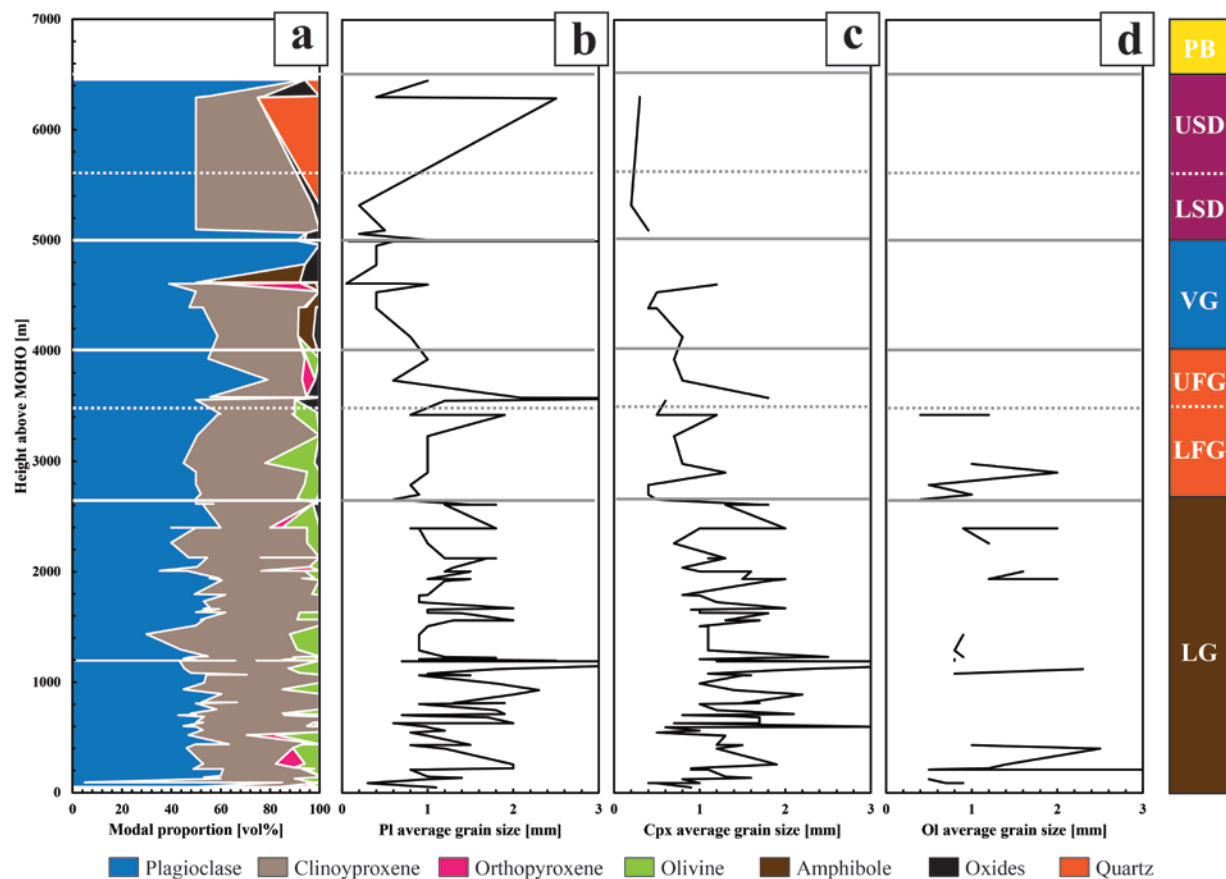 a
b
c
d
7000
6000
5000
4000
3000
2000
1000
0
Height above MOHO [m]
PB
USD
LSD
VG
UFG
LFG
LG
0 20 40 60 80 100
0 1 2 3
0 1 2 3
0 1 2 3
Modal proportion [vol%]
Pl average grain size [mm]
Cpx average grain size [mm]
Ol average grain size [mm]
Plagioclase Clinoyproxene Orthopyroxene Olivine Amphibole Oxides Quartz